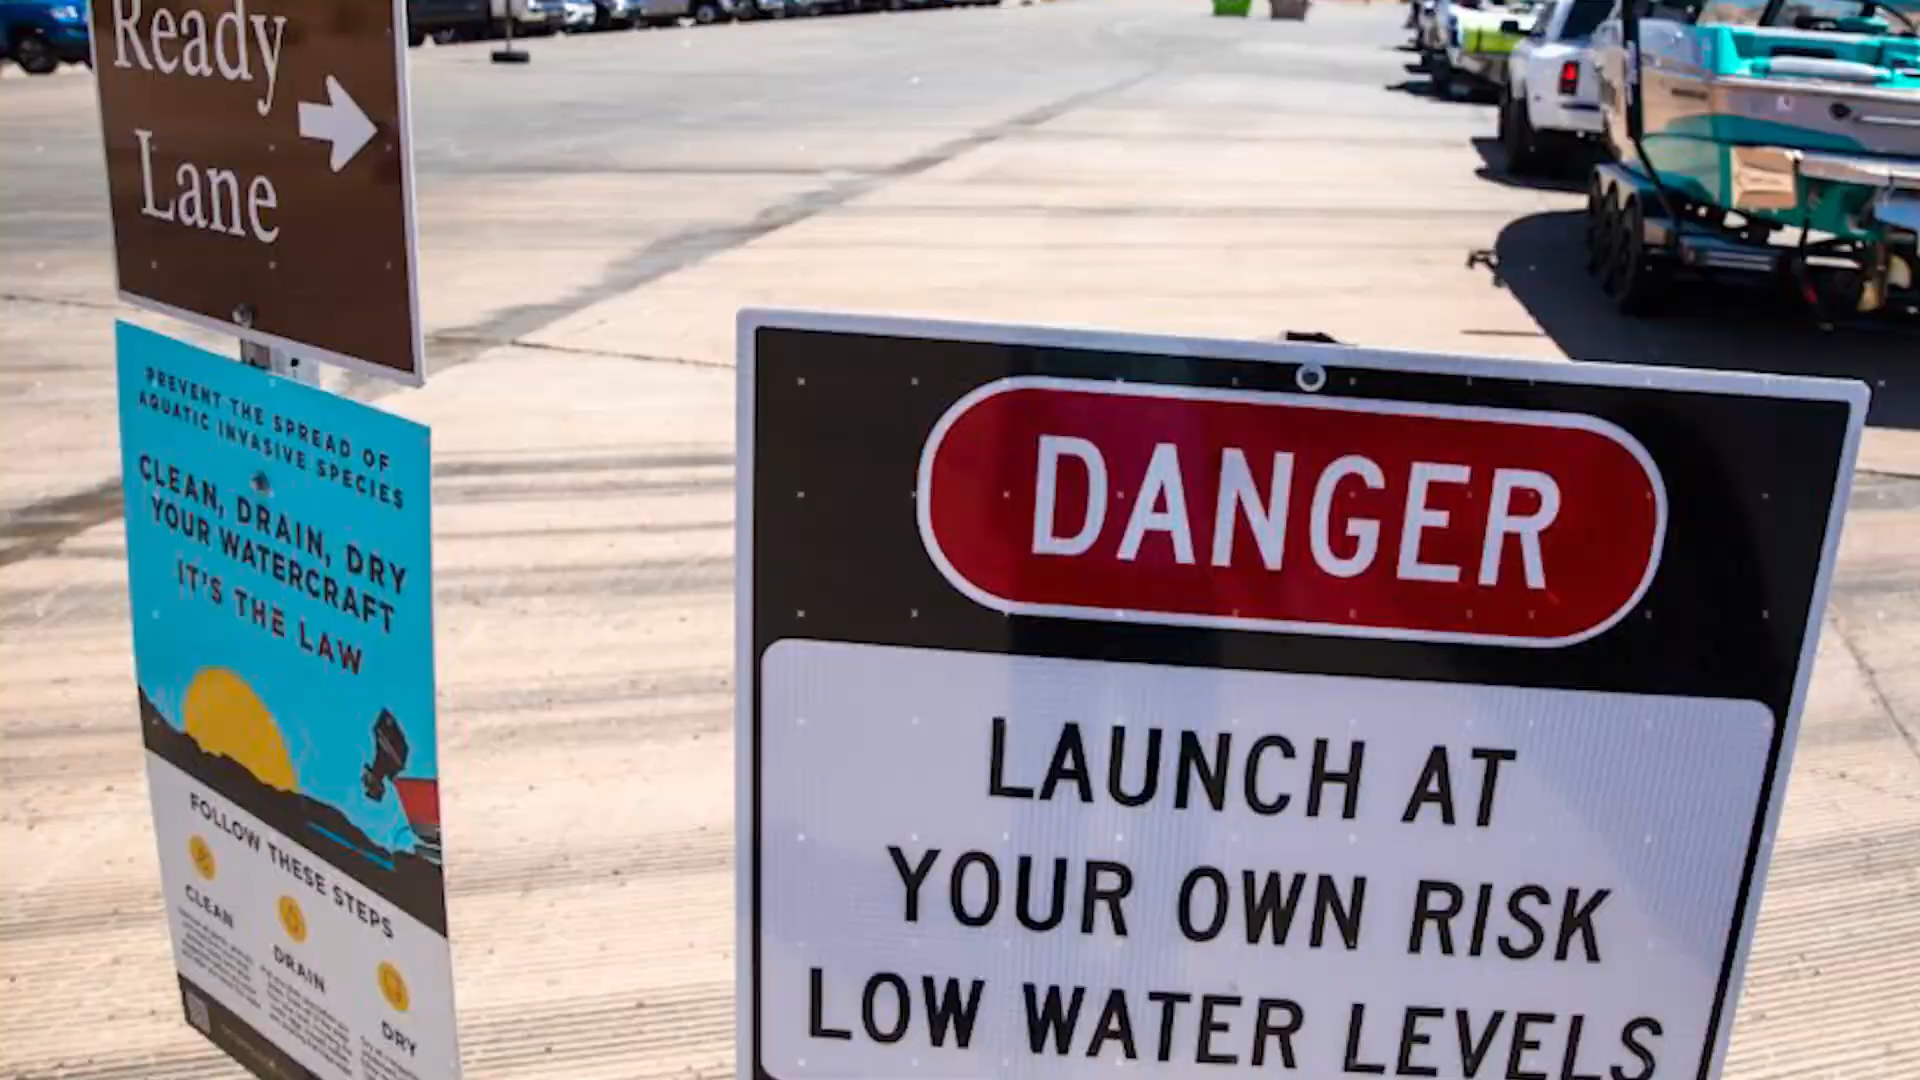 Ready
Lane
PREVENT THE SPREAD OF
AQUATIC INVASIVE SPECIES
CLEAN, DRAIN, DRY
YOUR WATERCRAFT
IT'S THE LAW
FOLLOW THESE STEPS
CLEAN
DRAIN
DRY
DANGER
LAUNCH AT
YOUR OWN RISK
LOW WATER LEVELS